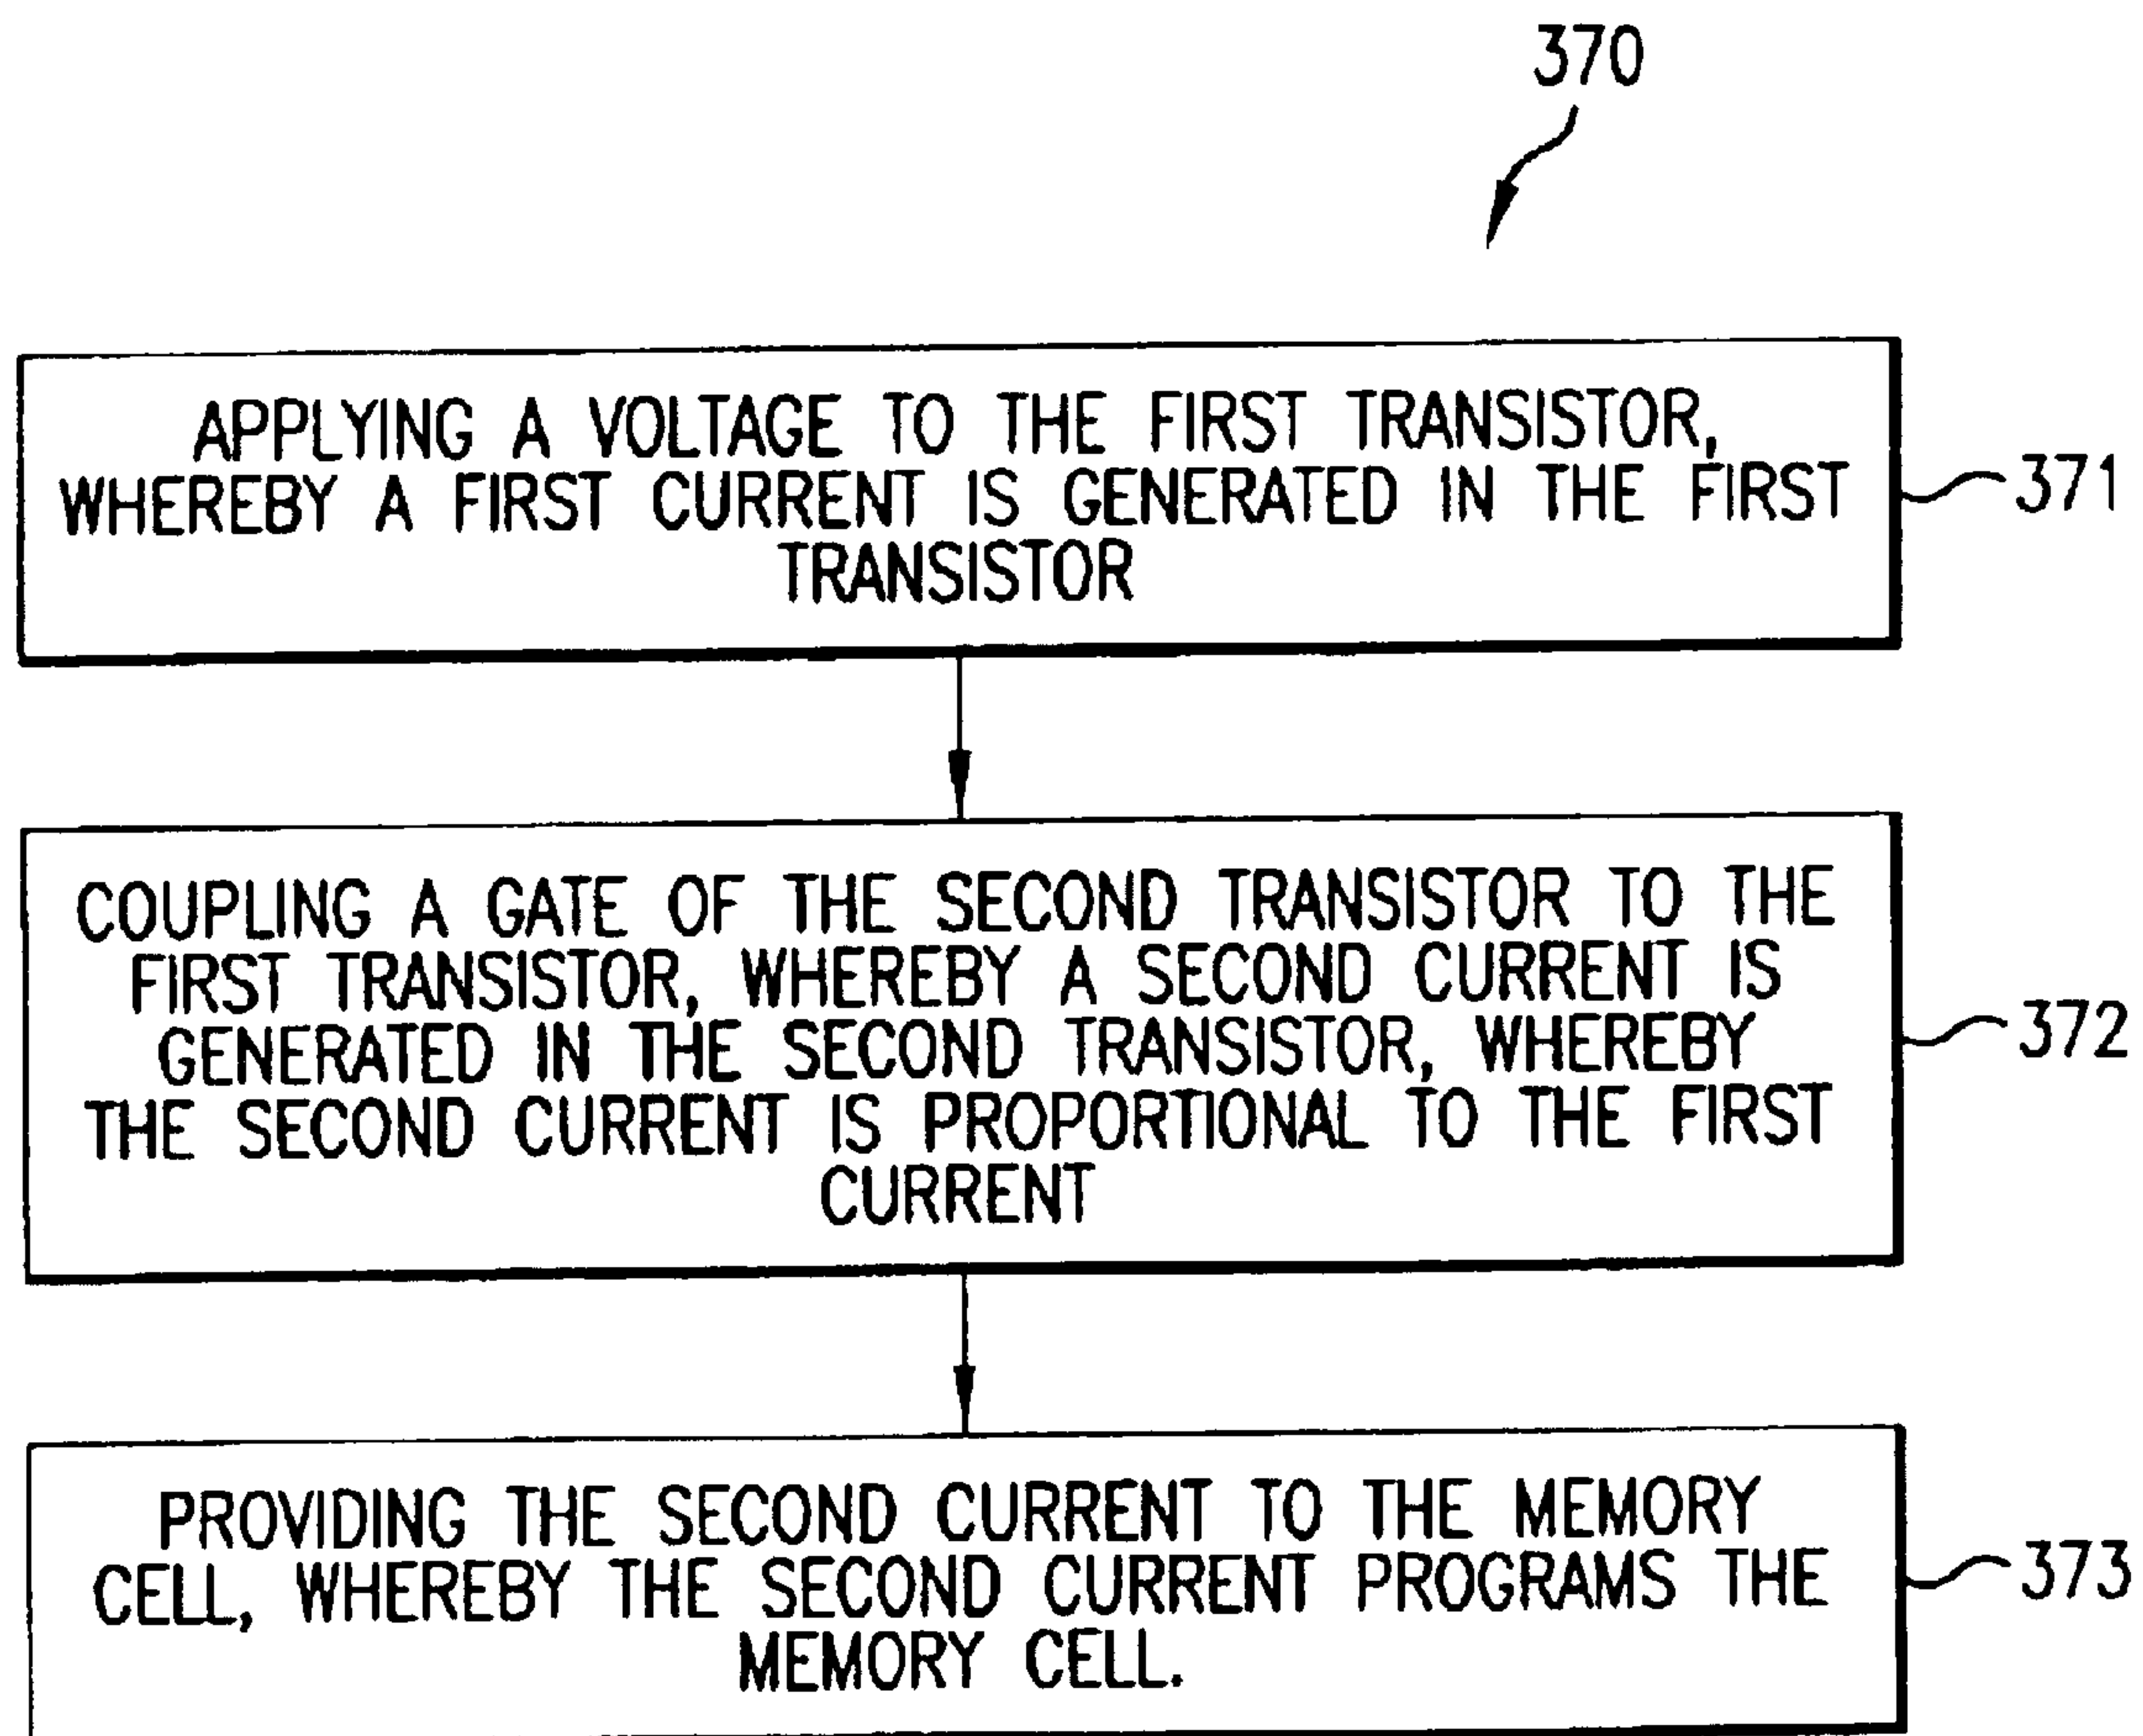 370
APPLYING A VOLTAGE TO THE FIRST TRANSISTOR,
WHEREBY A FIRST CURRENT IS GENERATED IN THE FIRST
TRANSISTOR
371
COUPLING A GATE OF THE SECOND TRANSISTOR TO THE
FIRST TRANSISTOR, WHEREBY A SECOND CURRENT IS
GENERATED IN THE SECOND TRANSISTOR, WHEREBY
THE SECOND CURRENT IS PROPORTIONAL TO THE FIRST
CURRENT
372
PROVIDING THE SECOND CURRENT TO THE MEMORY
CELL, WHEREBY THE SECOND CURRENT PROGRAMS THE
MEMORY CELL.
373